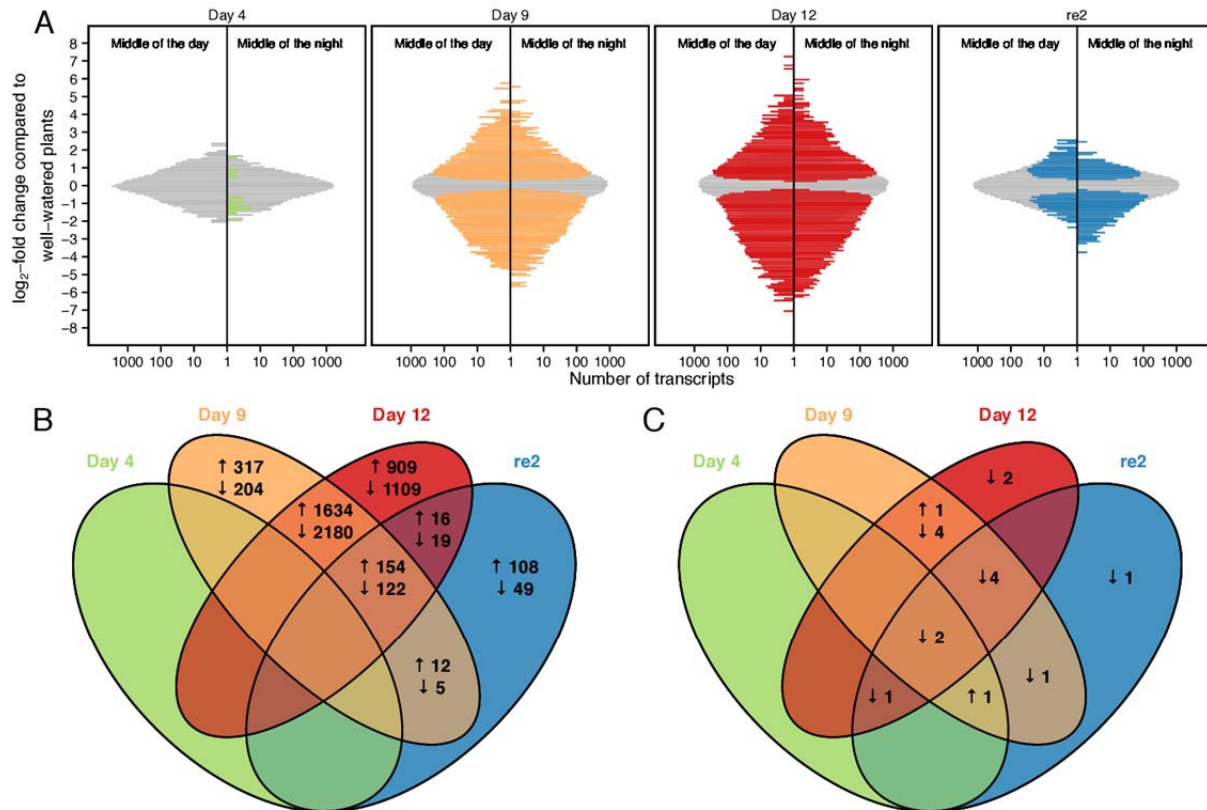 A
Day 4
Day 9
Day 12
re2
Middle of the day
Middle of the night
Middle of the day
Middle of the night
Middle of the day
Middle of the night
Middle of the day
Middle of the night
log₂-fold change compared to
well-watered plants
8
7
6
5
4
3
2
1
0
-1
-2
-3
-4
-5
-6
-7
-8
1000 100 10 1 10 100 1000
1000 100 10 1 10 100 1000
1000 100 10 1 10 100 1000
1000 100 10 1 10 100 1000
Number of transcripts
B
Day 4
Day 9
Day 12
re2
↑ 317
↓ 204
↑ 909
↓ 1109
↑ 1634
↓ 2180
↑ 16
↓ 19
↑ 154
↓ 122
↑ 108
↓ 49
↑ 12
↓ 5
C
Day 4
Day 9
Day 12
re2
↓ 2
↑ 1
↓ 4
↓4
↓ 1
↓ 2
↓ 1
↓ 1
↑ 1